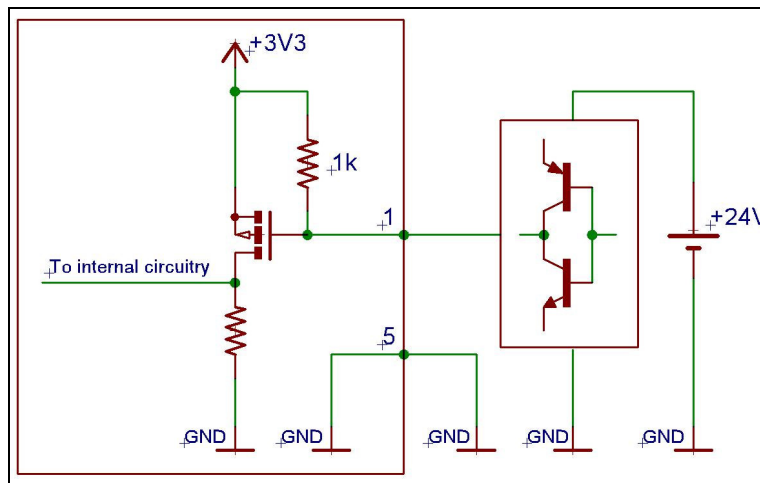 +3V3
1k
1
+24V
To internal circuitry
5
GND
GND
GND
GND
GND